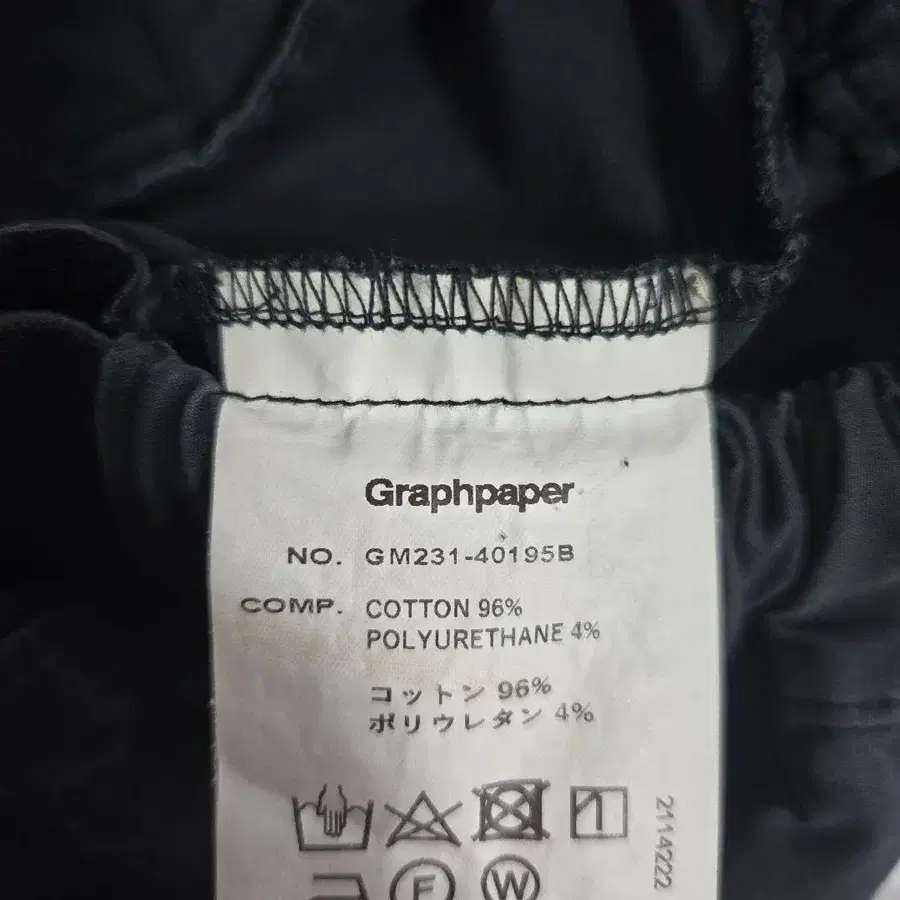 Graphpaper
NO. GM231-40195B
COMP. COTTON 96%
POLYURETHANE 4%
コットン 96%
ポリウレタン 4%
2114222
F
W